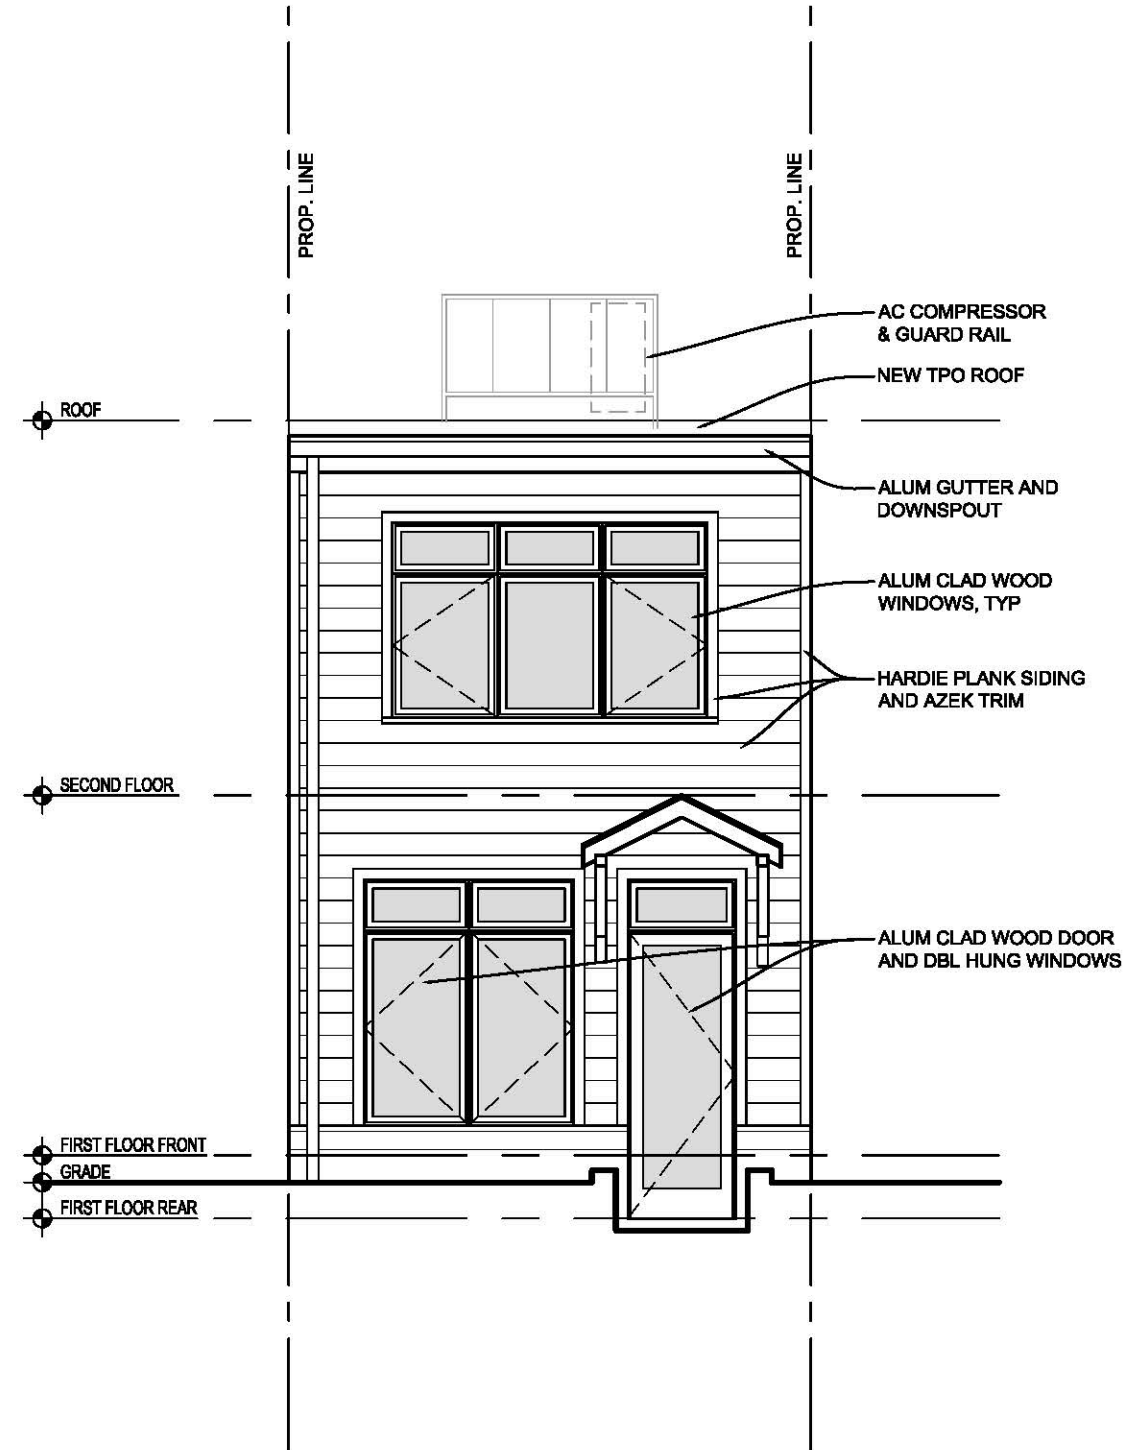 PROP. LINE
PROP. LINE
AC COMPRESSOR
& GUARD RAIL
NEW TPO ROOF
ROOF
ALUM GUTTER AND
DOWNSPOUT
ALUM CLAD WOOD
WINDOWS, TYP
HARDIE PLANK SIDING
AND AZEK TRIM
SECOND FLOOR
ALUM CLAD WOOD DOOR
AND DBL HUNG WINDOWS
FIRST FLOOR FRONT
GRADE
FIRST FLOOR REAR